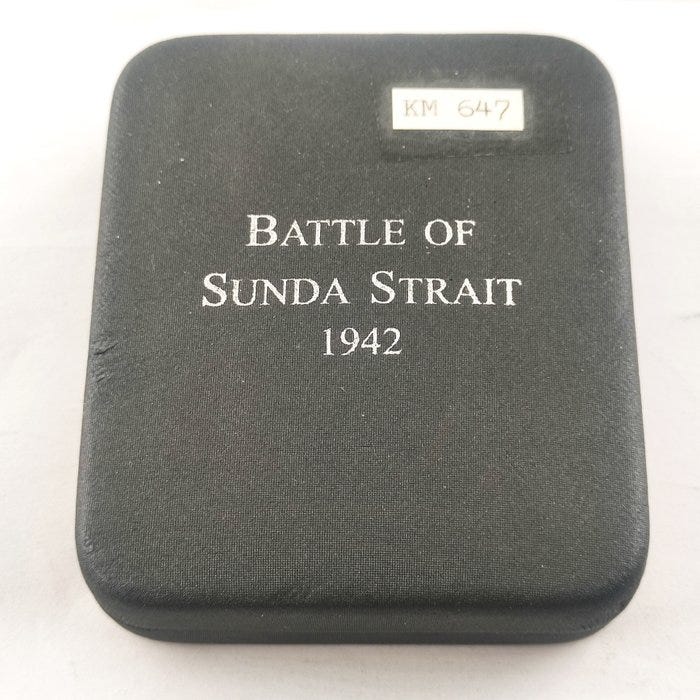 KM 647
BATTLE OF
SUNDA STRAIT
1942